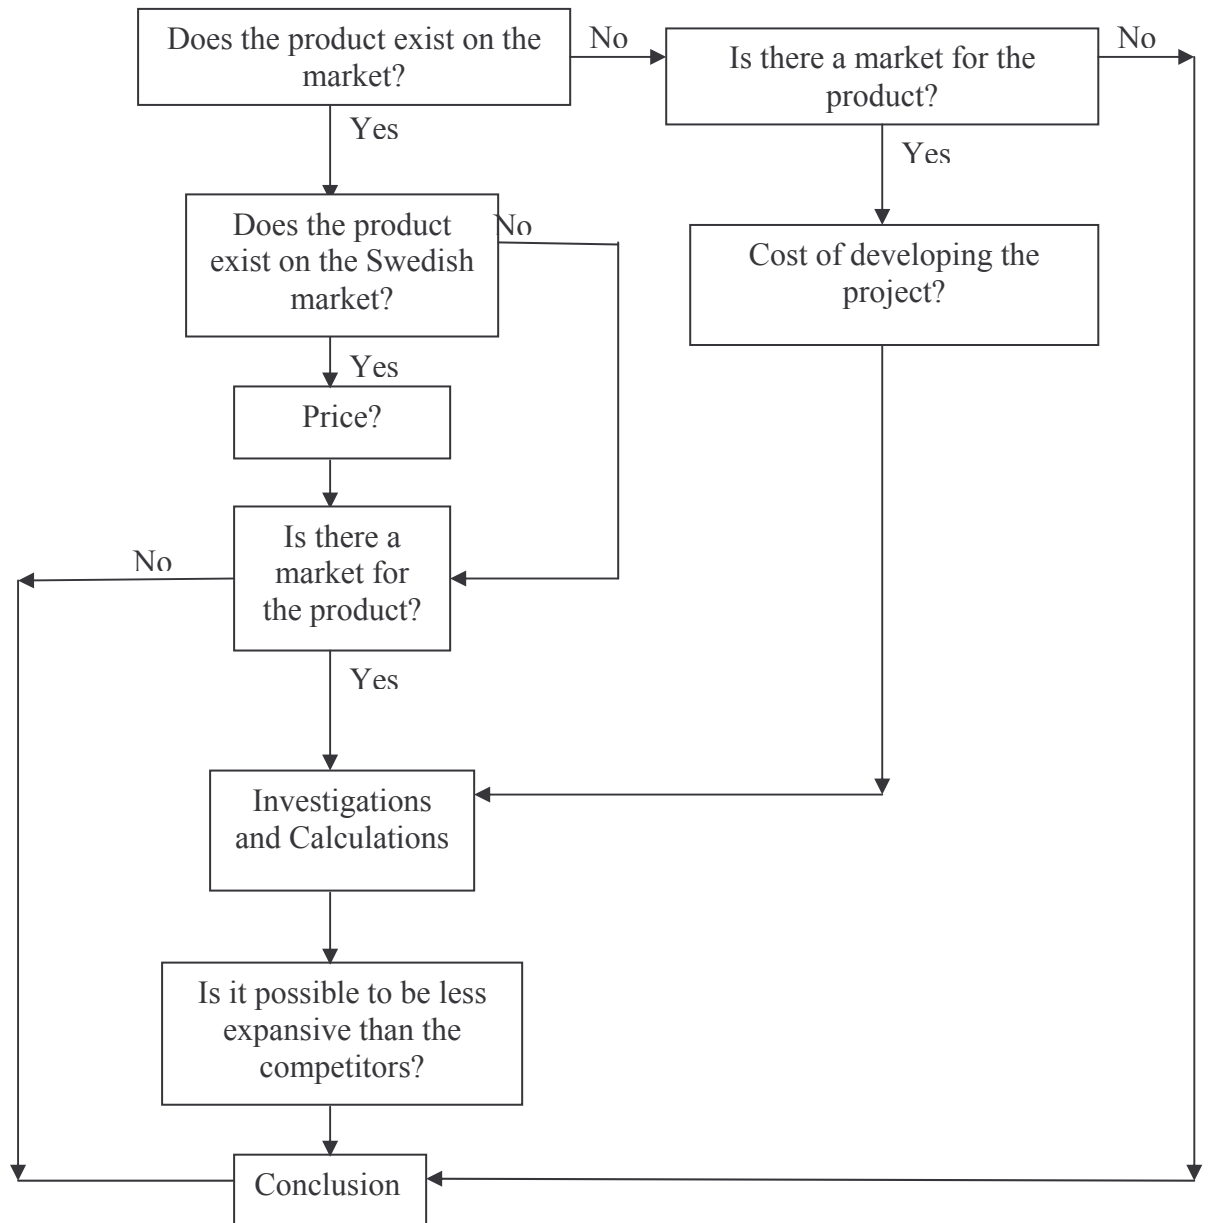 Does the product exist on the
market?
No
Is there a market for the
product?
No
Yes
Yes
Does the product
exist on the Swedish
market?
No
Cost of developing the
project?
Yes
Price?
Is there a
market for
the product?
No
Yes
Investigations
and Calculations
Is it possible to be less
expansive than the
competitors?
Conclusion